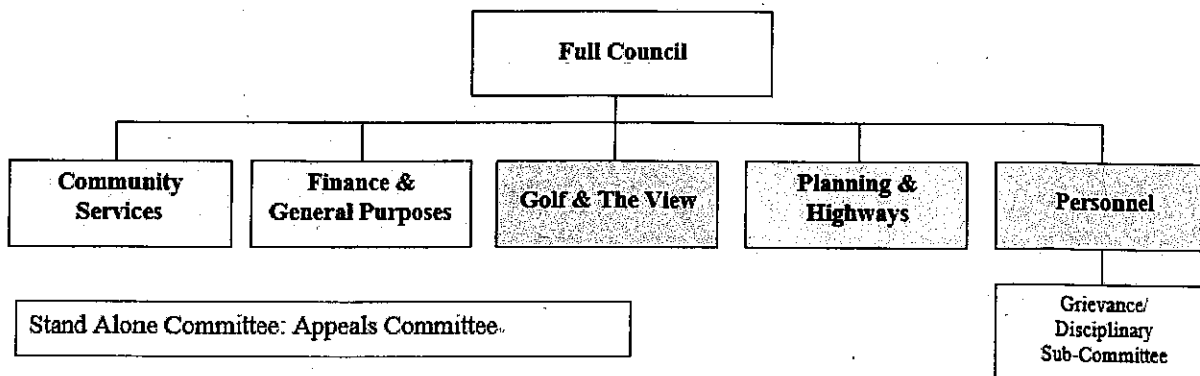 Full Council
Community
Services
Finance &
General Purposes
Golf & The View
Planning &
Highways
Personnel
Stand Alone Committee: Appeals Committee
Grievance/
Disciplinary
Sub-Committee